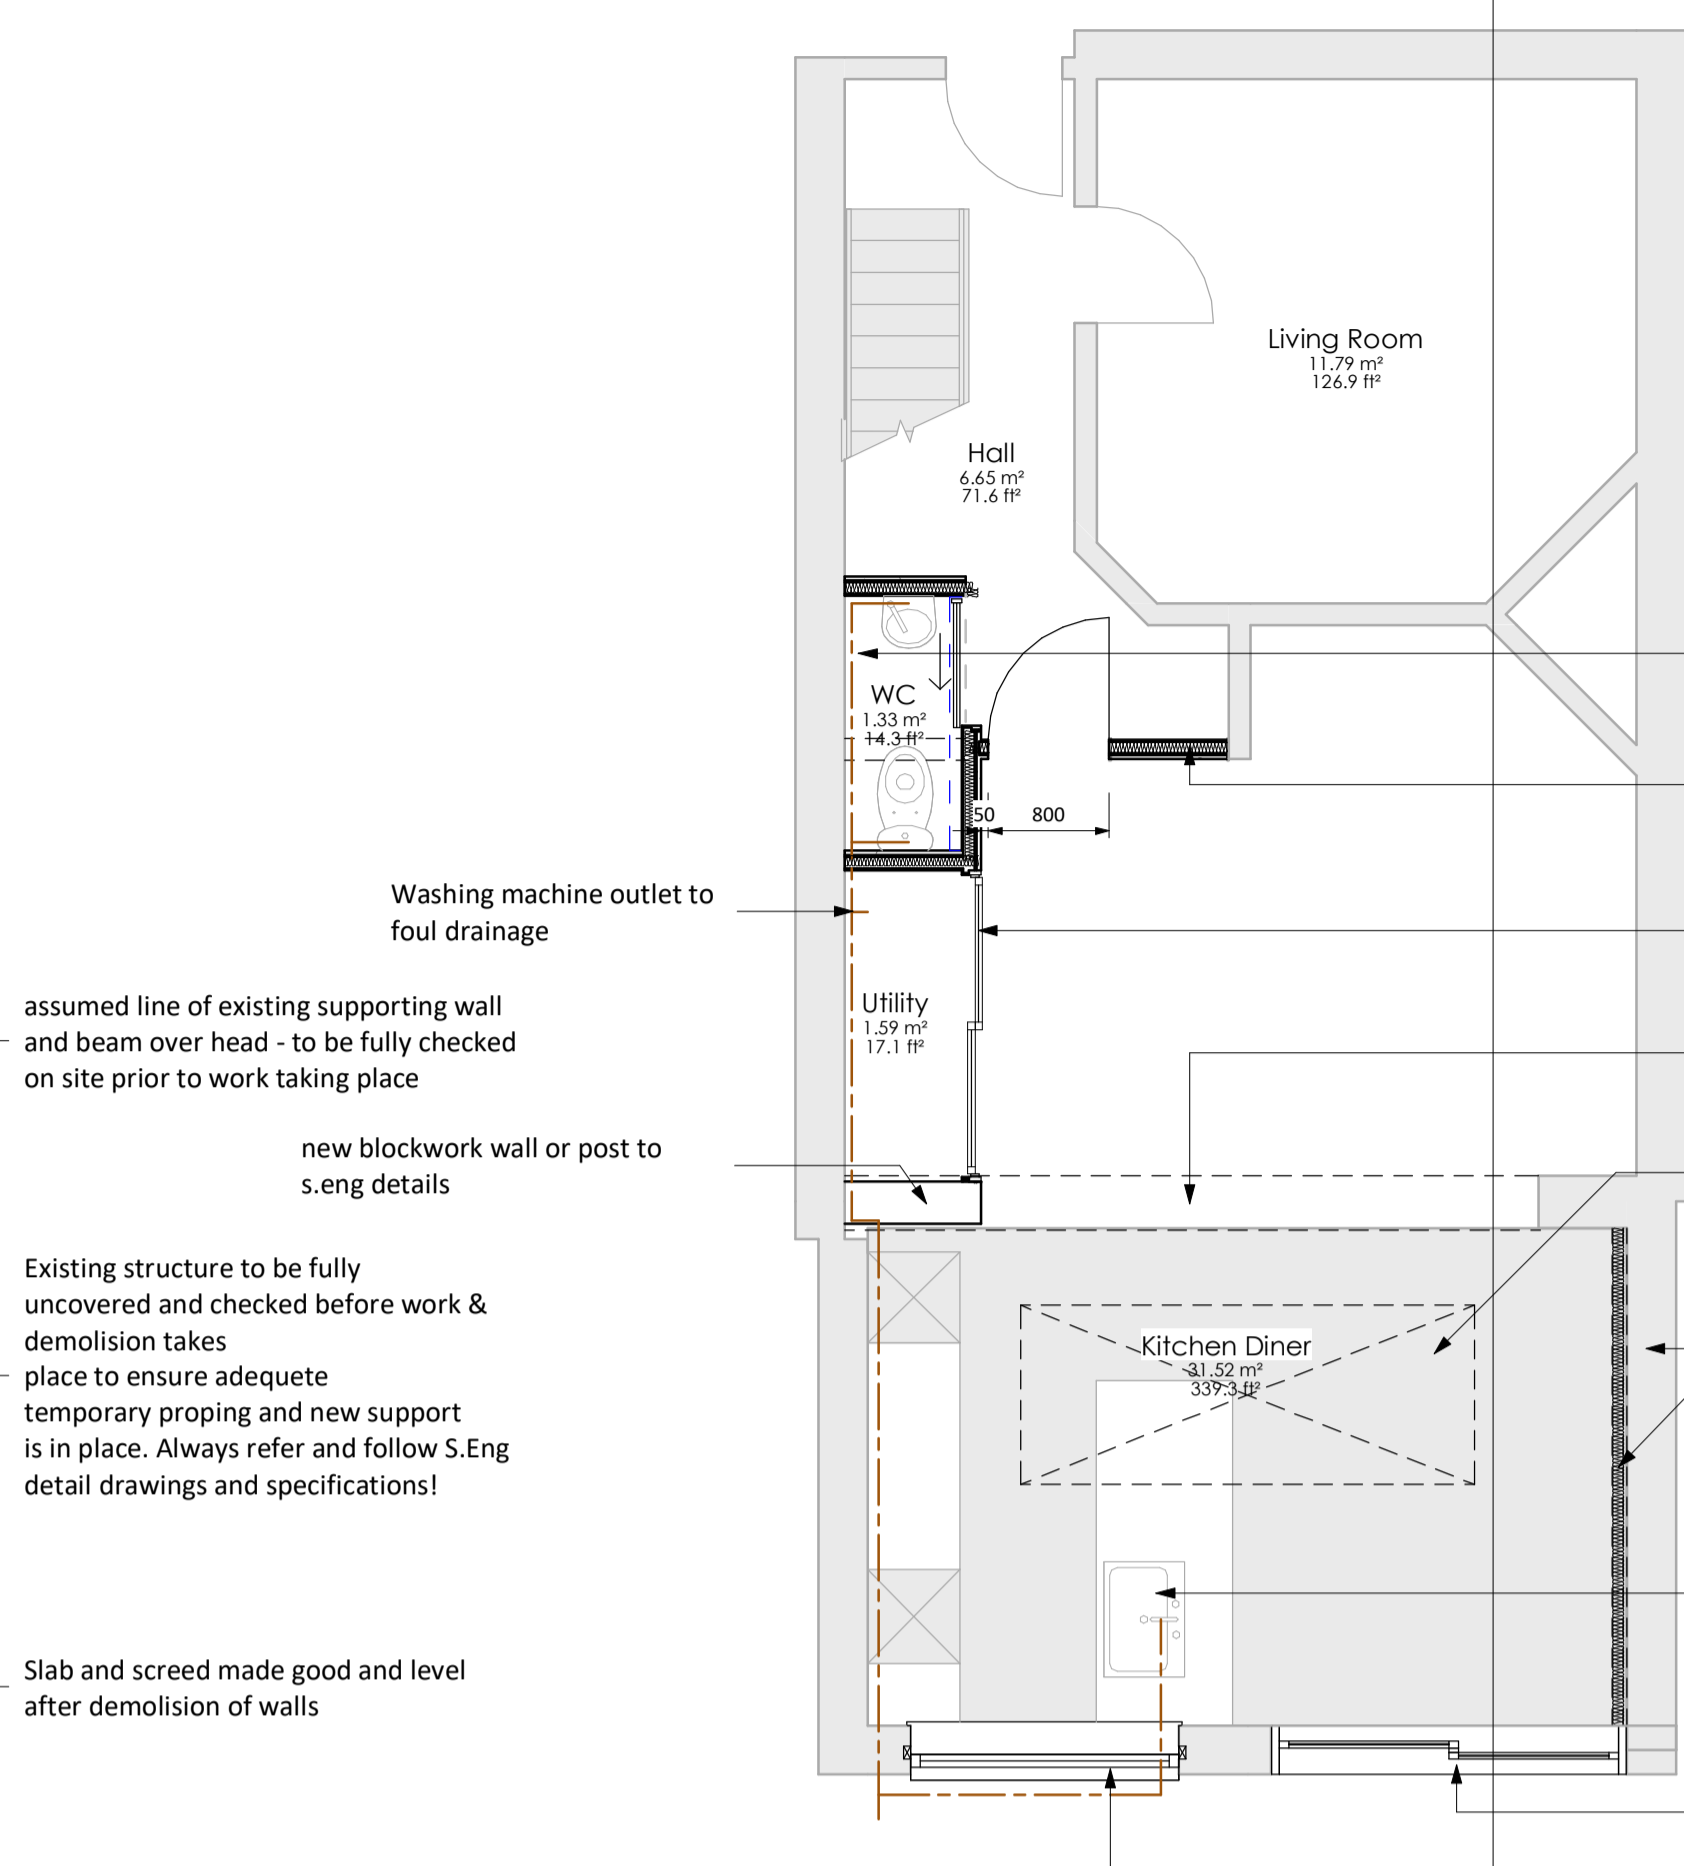 Living Room
11.79 m²
126.9 ft²
Hall
6.65 m²
71.6 ft²
WC
1.33 m²
14.3 ft²
50
800
Washing machine outlet to
foul drainage
assumed line of existing supporting wall
and beam over head - to be fully checked
on site prior to work taking place
Utility
1.59 m²
17.1 ft²
new blockwork wall or post to
s.eng details
Existing structure to be fully
uncovered and checked before work &
demolision takes
place to ensure adequete
temporary proping and new support
is in place. Always refer and follow S.Eng
detail drawings and specifications!
Kitchen Diner
31.52 m²
339.3 ft²
Slab and screed made good and level
after demolision of walls